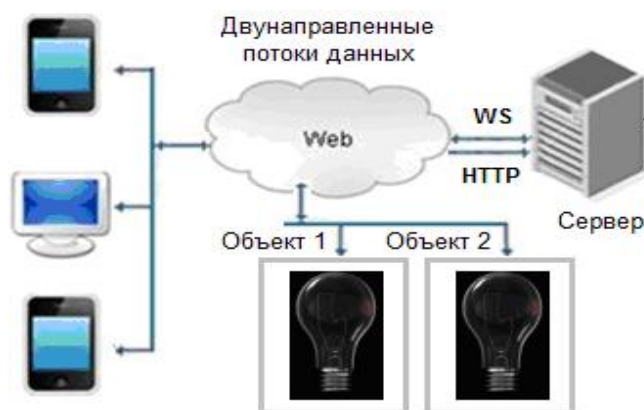 Двунаправленные
потоки данных
Web
WS
HTTP
Сервер
Объект 1
Объект 2